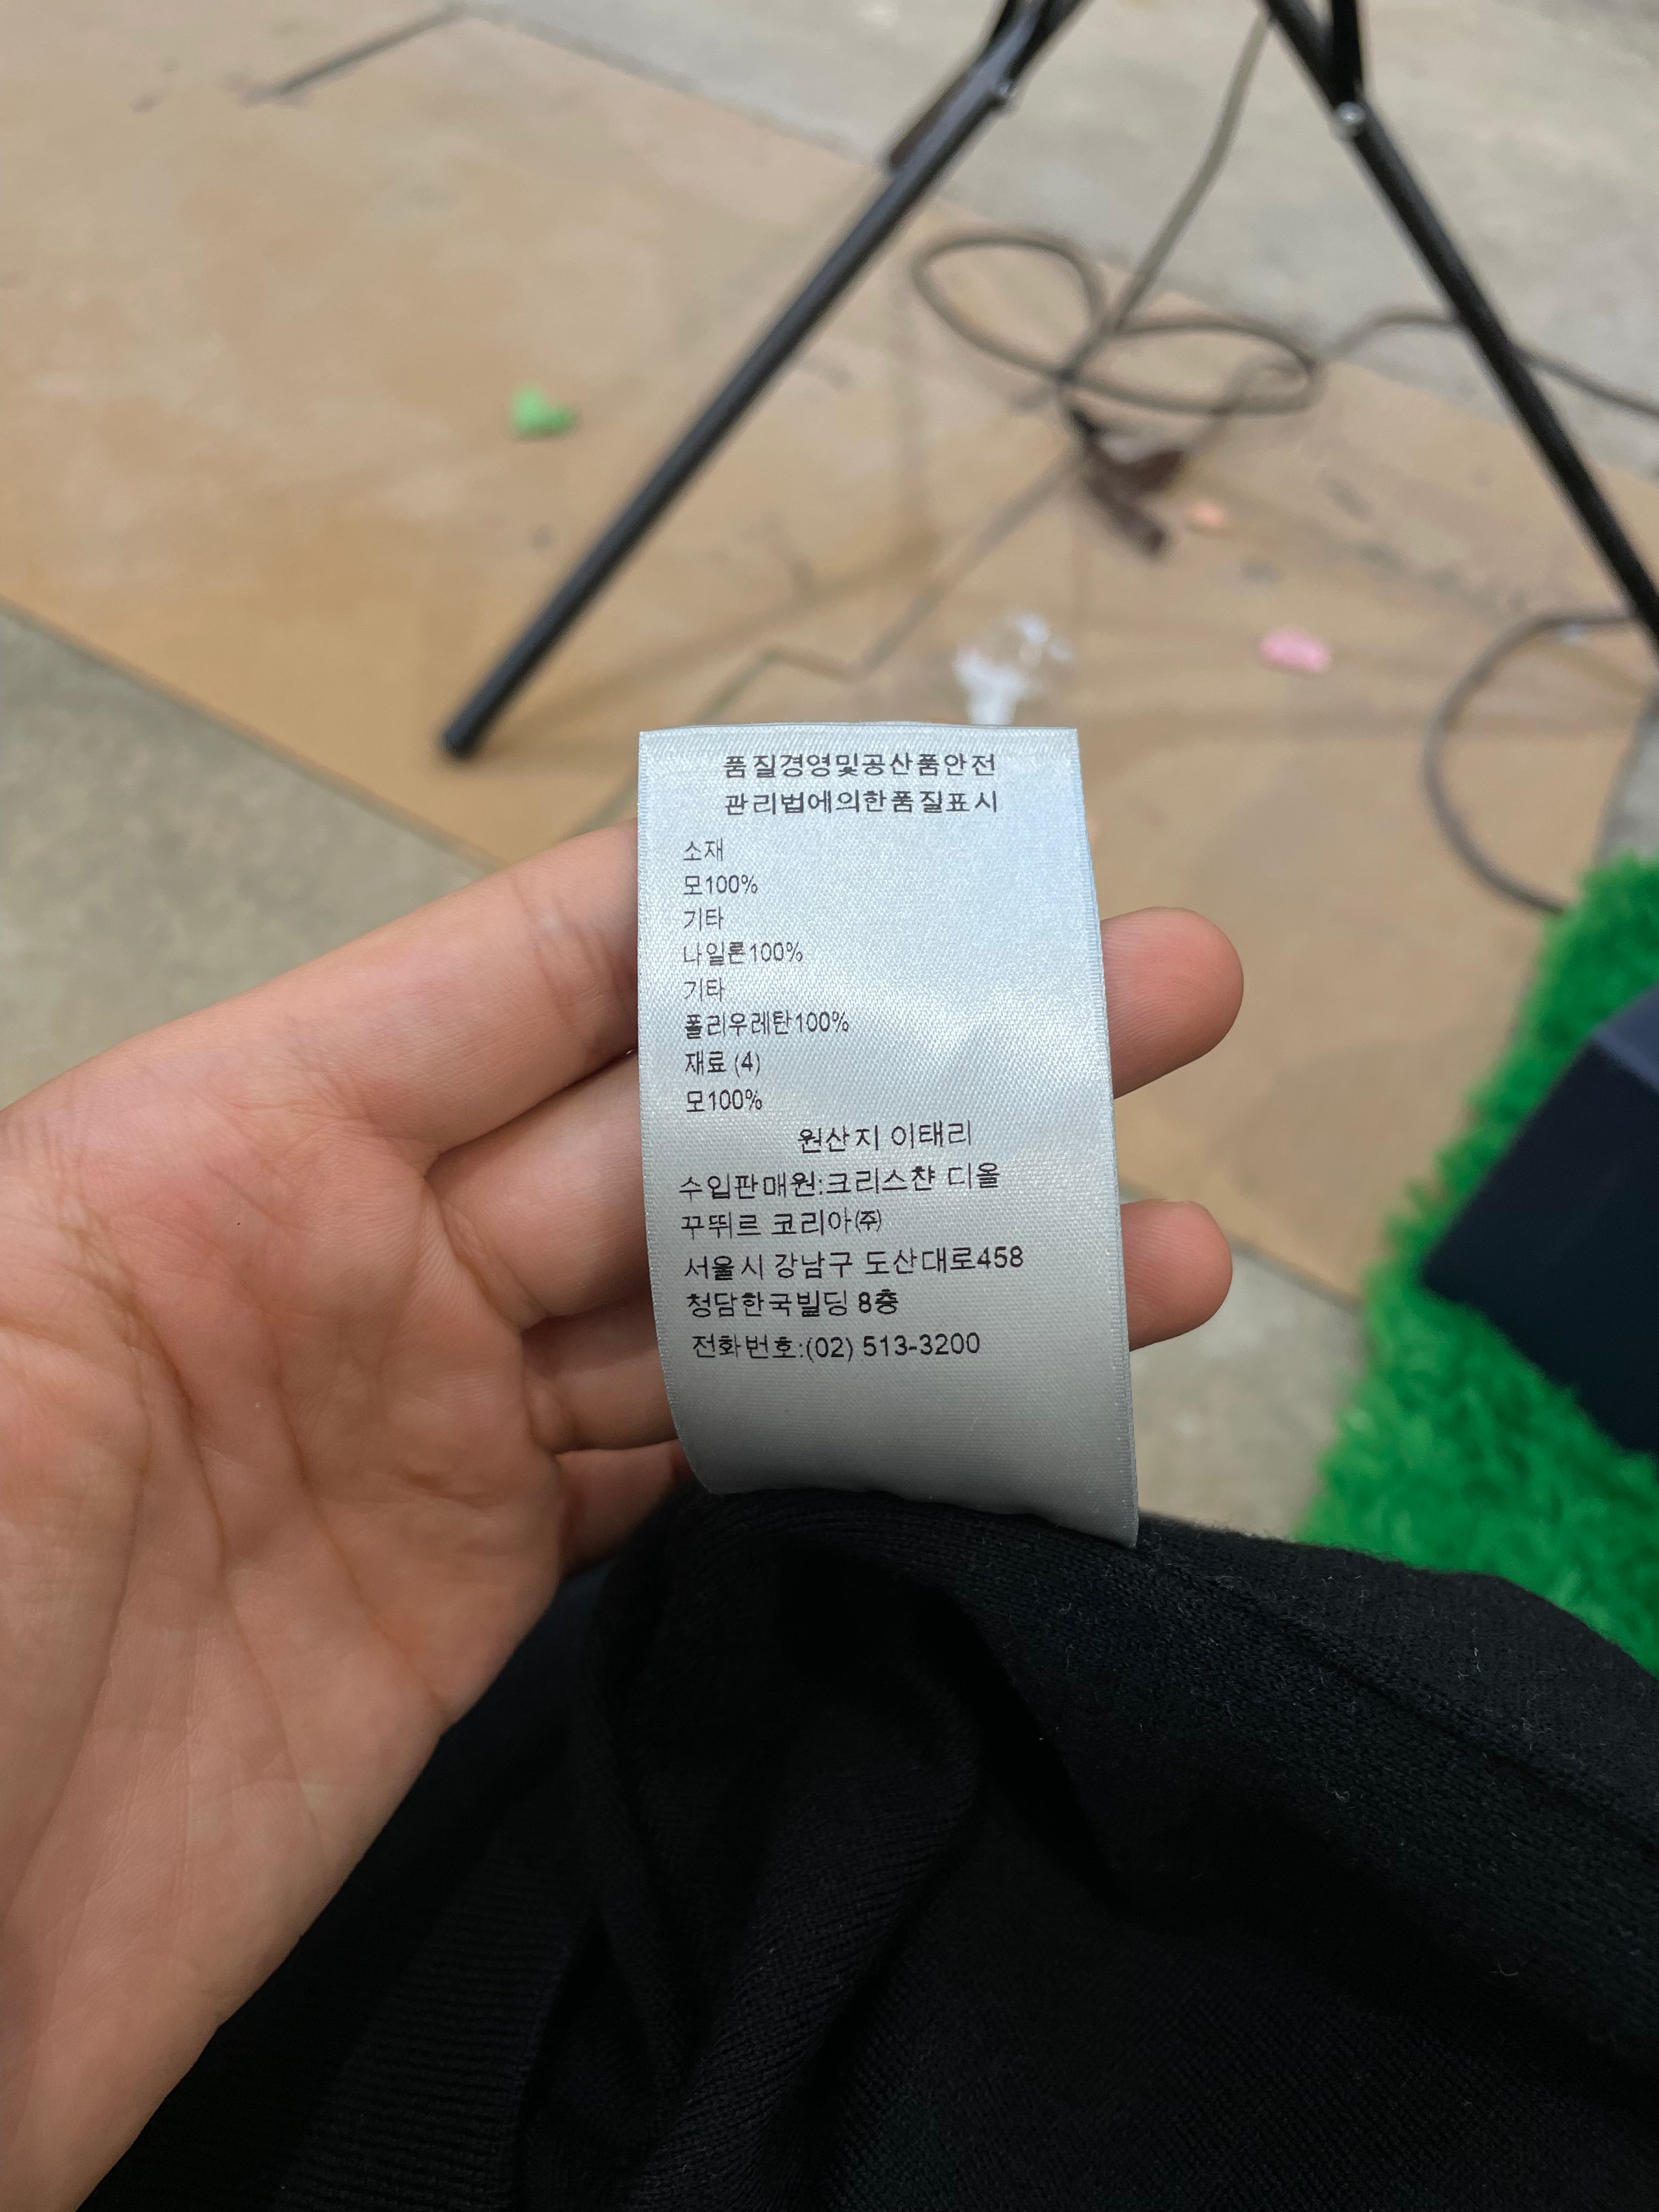 품질경영및공산품안전
관리법에의한품질표시
소재
모100%
기타
나일론100%
기타
폴리우레탄100%
재료 (4)
모100%
원산지 이태리
수입판매원:크리스챤 디올
꾸뛰르 코리아㈜
서울시 강남구 도산대로458
청담한국빌딩 8층
전화번호:(02) 513-3200